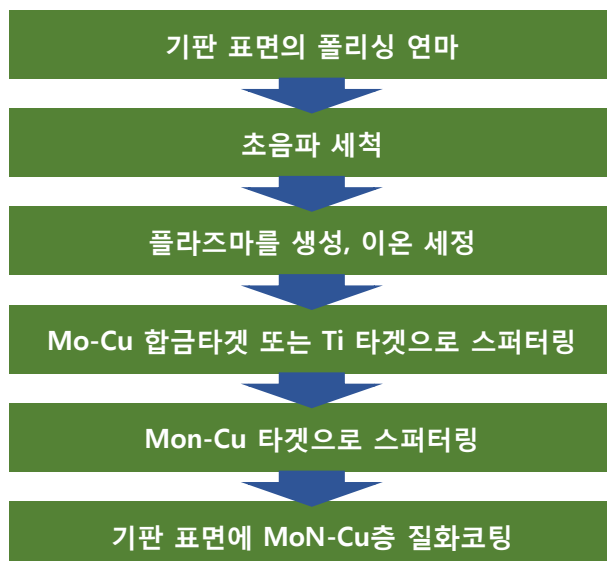 기판 표면의 폴리싱 연마
초음파 세척
플라즈마를 생성, 이온 세정
Mo-Cu 합금타겟 또는 Ti 타겟으로 스퍼터링
Mon-Cu 타겟으로 스퍼터링
기판 표면에 MoN-Cu층 질화코팅